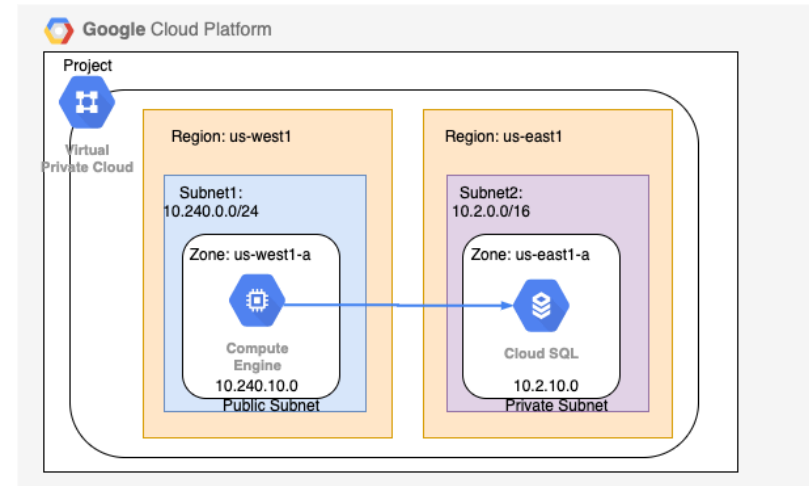 Google Cloud Platform
Project
Virtual
Private Cloud
Region: us-west1
Subnet1:
10.240.0.0/24
Zone: us-west1-a
Compute
Engine
10.240.10.0
Public Subnet
Region: us-east1
Subnet2:
10.2.0.0/16
Zone: us-east1-a
Cloud SQL
10.2.10.0
Private Subnet